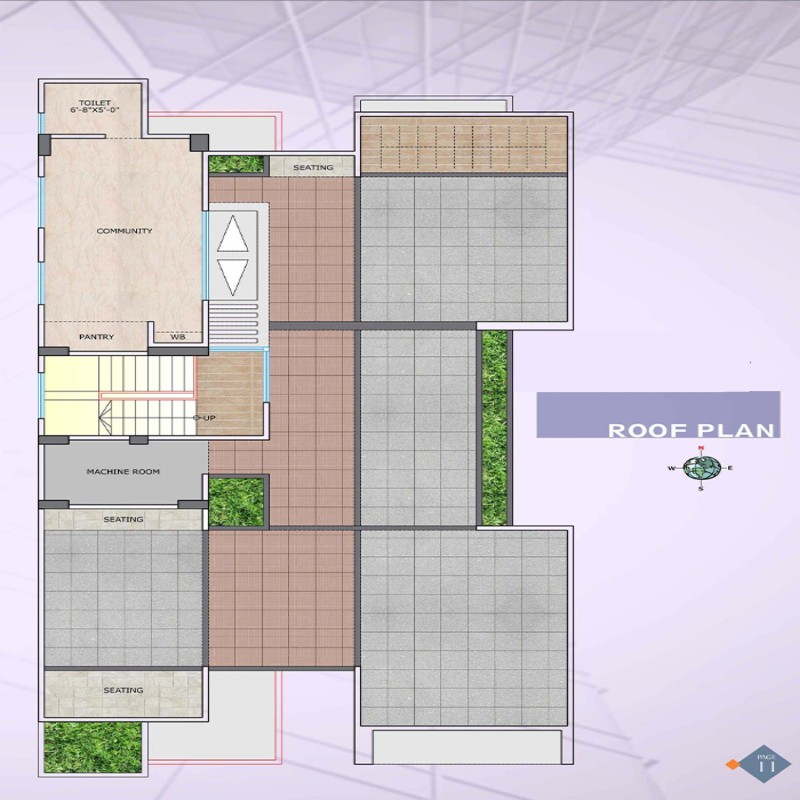 TOILET
6'-8"X5'-0"
SEATING
COMMUNITY
PANTRY
WB
UP
MACHINE ROOM
SEATING
SEATING
ROOF PLAN
N
W
E
S
PAGE
11